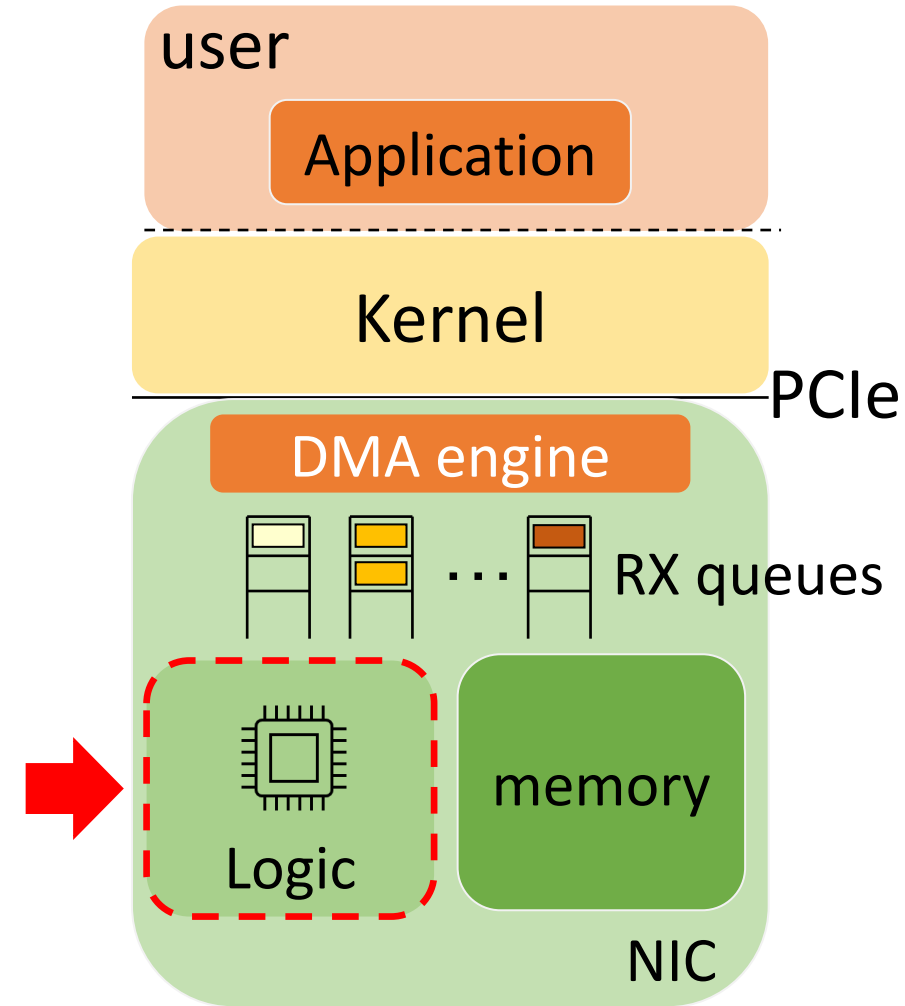 user
Application
Kernel
PCIe
DMA engine
... RX queues
Logic
memory
NIC